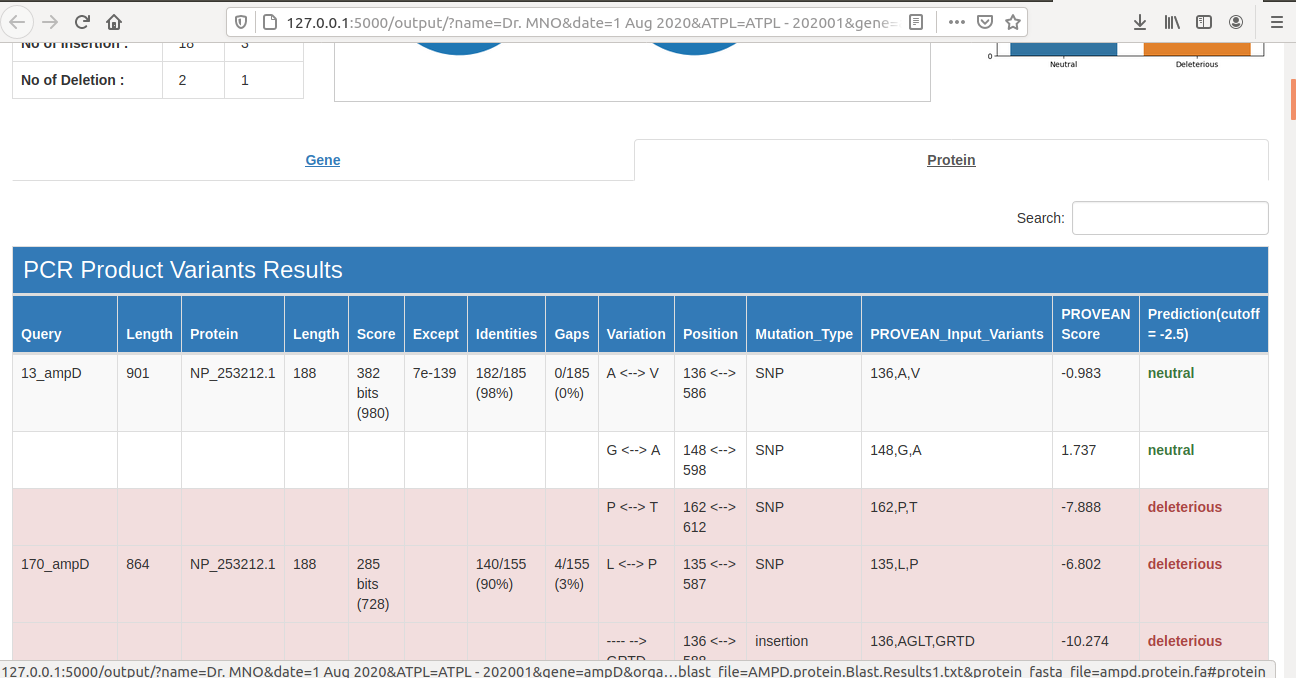 127.0.0.1:5000/output/?name=Dr. MNO&date=1 Aug 2020&ATPL=ATPL - 202001&gene=
No of Insertion : 18 3
No of Deletion : 2 1
0
Neutral Deleterious
Gene Protein
Search:
PCR Product Variants Results
Query Length Protein Length Score Except Identities Gaps Variation Position Mutation_Type PROVEAN_Input_Variants PROVEAN Score Prediction(cutoff = -2.5)
13_ampD 901 NP_253212.1 188 382 bits (980) 7e-139 182/185 (98%) 0/185 (0%) A <--> V 136 <--> 586 SNP 136,A,V -0.983 neutral
G <--> A 148 <--> 598 SNP 148,G,A 1.737 neutral
P <--> T 162 <--> 612 SNP 162,P,T -7.888 deleterious
170_ampD 864 NP_253212.1 188 285 bits (728) 140/155 (90%) 4/155 (3%) L <--> P 135 <--> 587 SNP 135,L,P -6.802 deleterious
---- --> GRTD 136 <--> 588 insertion 136,AGLT,GRTD -10.274 deleterious
127.0.0.1:5000/output/?name=Dr. MNO&date=1 Aug 2020&ATPL=ATPL - 202001&gene=ampD&orga…blast_file=AMPD.protein.Blast.Results1.txt&protein_fasta_file=ampd.protein.fa#protein